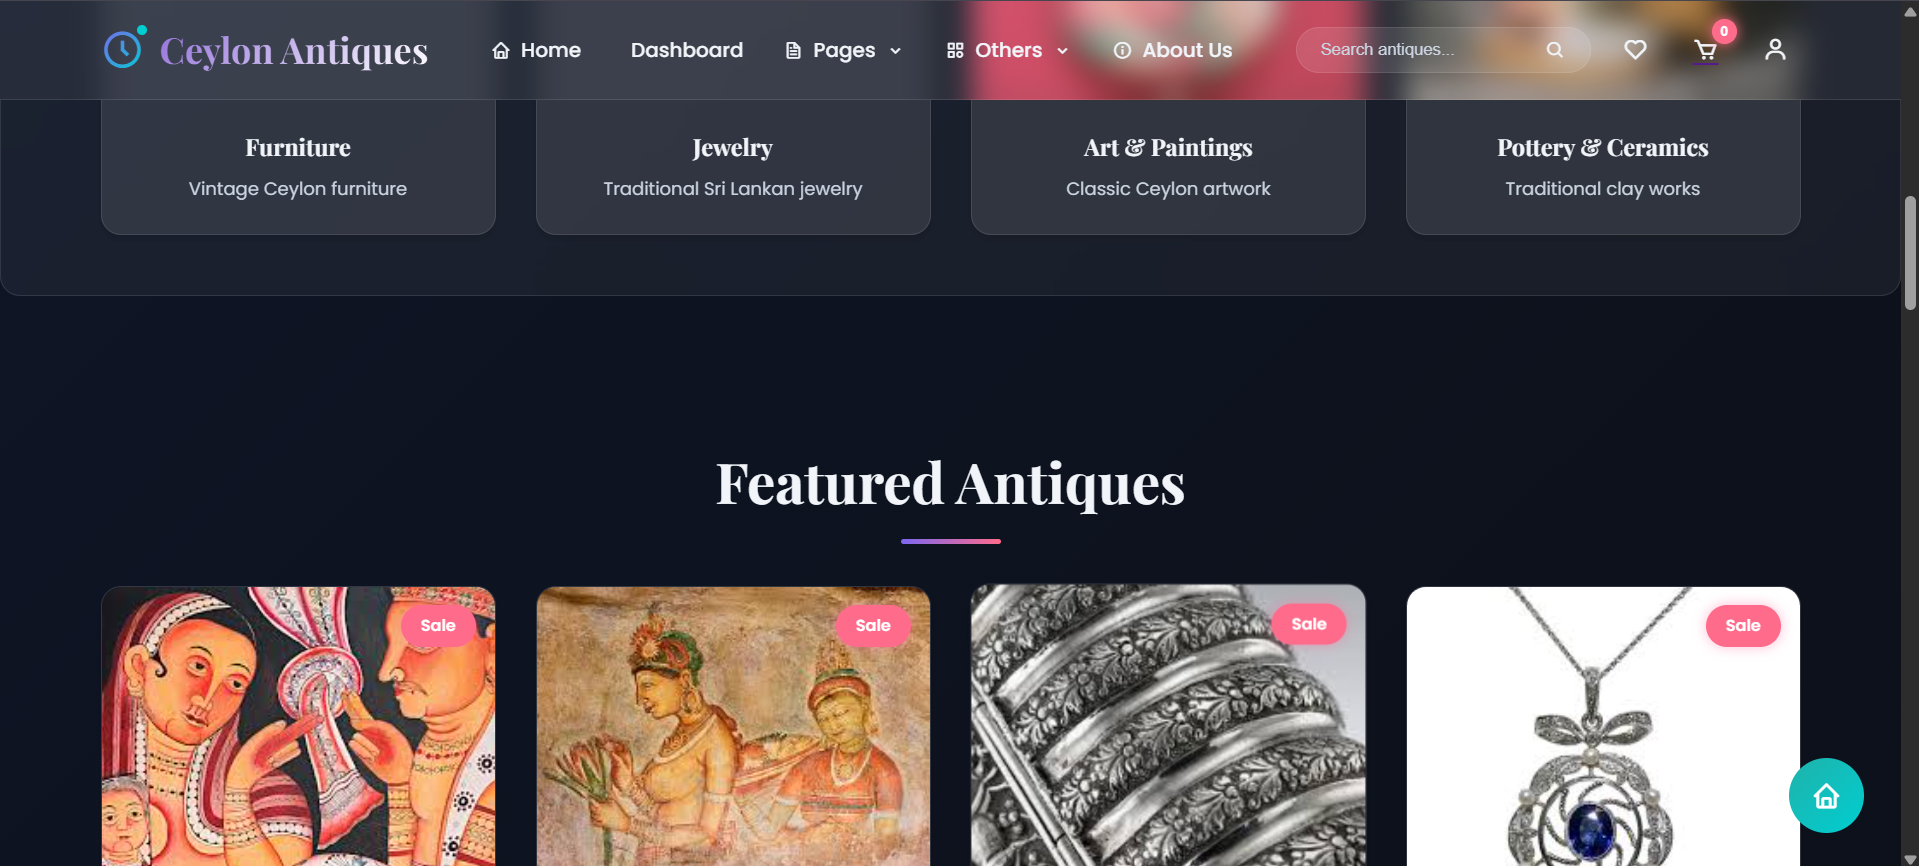 Ceylon Antiques
Home
Dashboard
Pages
Others
About Us
Search antiques...
0
Furniture
Vintage Ceylon furniture
Jewelry
Traditional Sri Lankan jewelry
Art & Paintings
Classic Ceylon artwork
Pottery & Ceramics
Traditional clay works
Featured Antiques
Sale
Sale
Sale
Sale